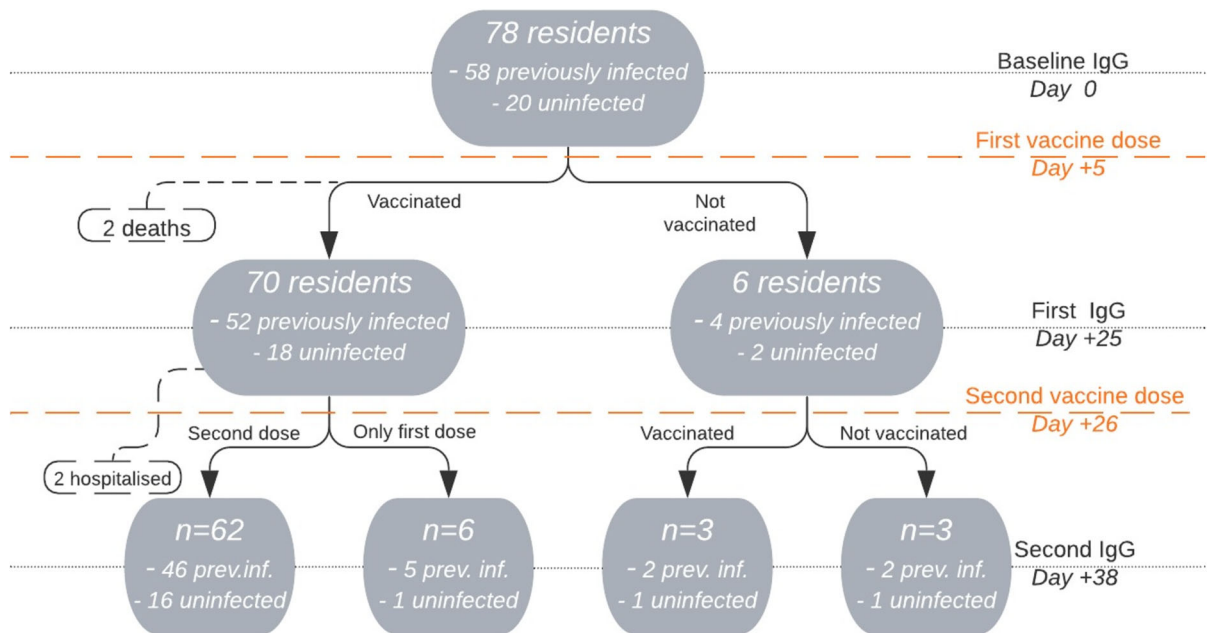 78 residents
- 58 previously infected
- 20 uninfected
Baseline IgG
Day 0
First vaccine dose
Day +5
2 deaths
Vaccinated
Not
vaccinated
70 residents
- 52 previously infected
- 18 uninfected
6 residents
- 4 previously infected
- 2 uninfected
First IgG
Day +25
Second vaccine dose
Day +26
Second dose
Only first dose
Vaccinated
Not vaccinated
2 hospitalised
n=62
- 46 prev.inf.
- 16 uninfected
n=6
- 5 prev. inf.
- 1 uninfected
n=3
- 2 prev. inf.
- 1 uninfected
n=3
- 2 prev. inf.
- 1 uninfected
Second IgG
Day +38